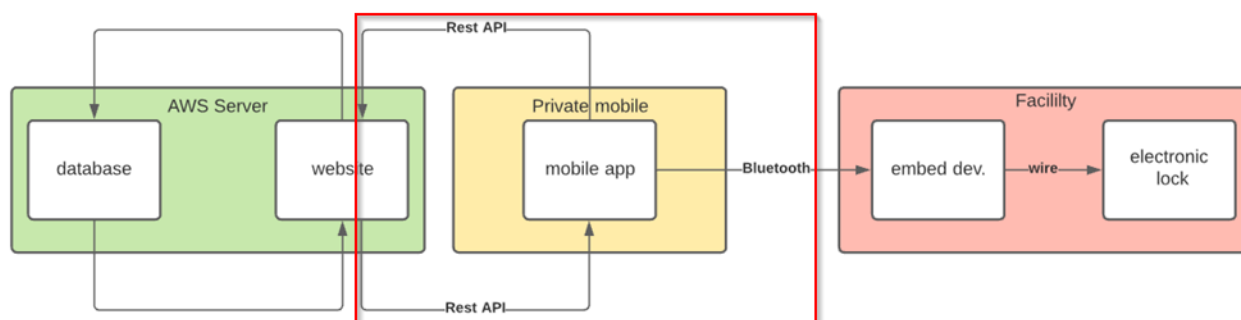 Rest API
AWS Server
Private mobile
Facililty
database
website
mobile app
Bluetooth
embed dev.
wire
electronic
lock
Rest API